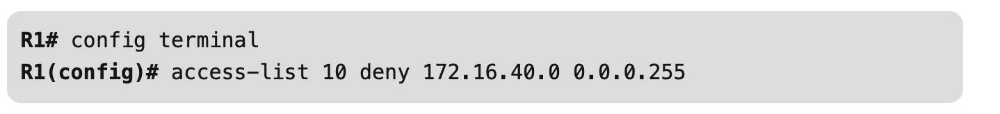 R1# config terminal
R1(config)# access-list 10 deny 172.16.40.0 0.0.0.255